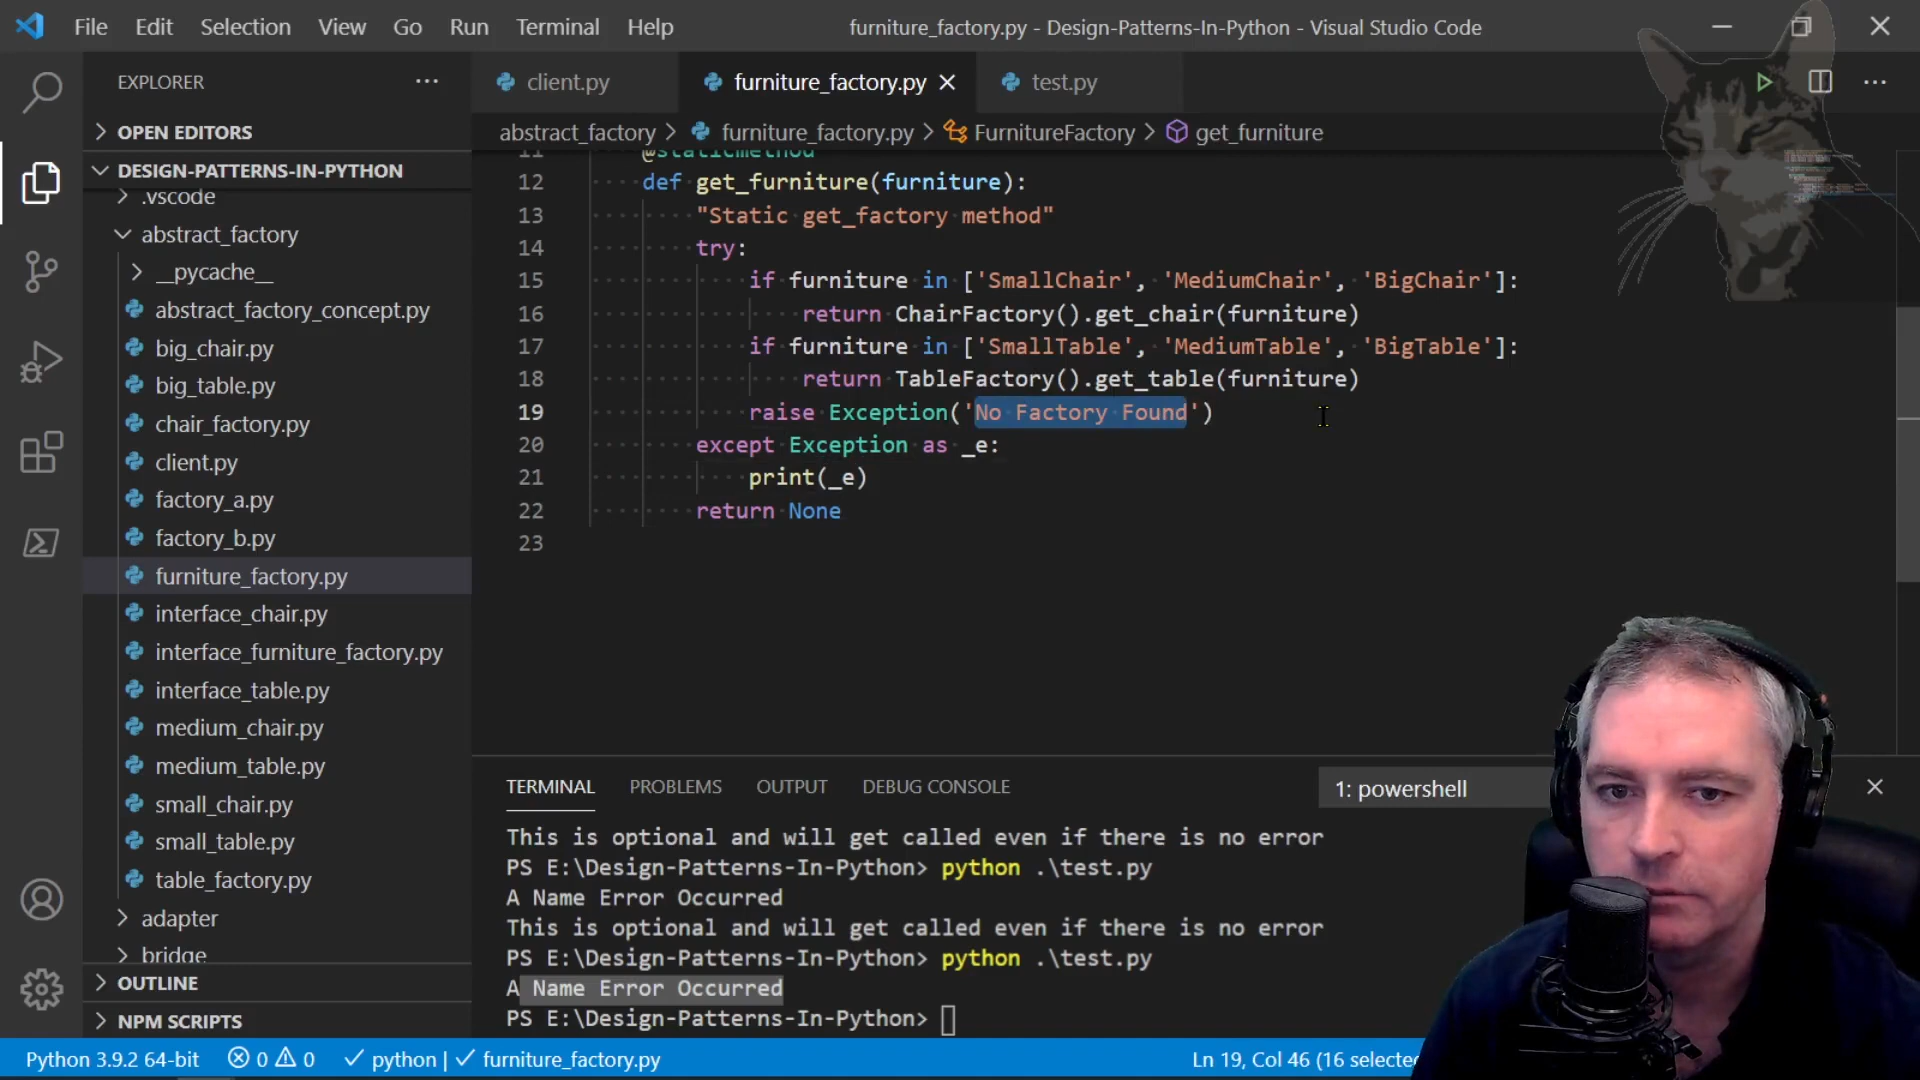 File Edit Selection View Go Run Terminal Help
furniture_factory.py - Design-Patterns-In-Python - Visual Studio Code
EXPLORER
OPEN EDITORS
DESIGN-PATTERNS-IN-PYTHON
.vscode
abstract_factory
__pycache__
abstract_factory_concept.py
big_chair.py
big_table.py
chair_factory.py
client.py
factory_a.py
factory_b.py
furniture_factory.py
interface_chair.py
interface_furniture_factory.py
interface_table.py
medium_chair.py
medium_table.py
small_chair.py
small_table.py
table_factory.py
adapter
bridge
OUTLINE
NPM SCRIPTS
client.py furniture_factory.py test.py
abstract_factory > furniture_factory.py > FurnitureFactory > get_furniture
11 @staticmethod
12 def get_furniture(furniture):
13 "Static get_factory method"
14 try:
15 if furniture in ['SmallChair', 'MediumChair', 'BigChair']:
16 return ChairFactory().get_chair(furniture)
17 if furniture in ['SmallTable', 'MediumTable', 'BigTable']:
18 return TableFactory().get_table(furniture)
19 raise Exception('No Factory Found')
20 except Exception as _e:
21 print(_e)
22 return None
23
TERMINAL PROBLEMS OUTPUT DEBUG CONSOLE 1: powershell
This is optional and will get called even if there is no error
PS E:\Design-Patterns-In-Python> python .\test.py
A Name Error Occurred
This is optional and will get called even if there is no error
PS E:\Design-Patterns-In-Python> python .\test.py
A Name Error Occurred
PS E:\Design-Patterns-In-Python>
Python 3.9.2 64-bit 0 0 python | furniture_factory.py Ln 19, Col 46 (16 selected